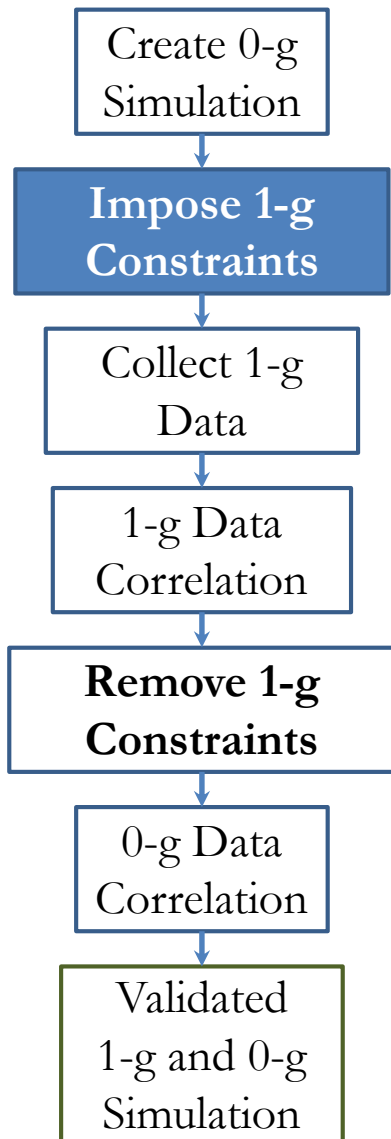 Create 0-g
Simulation
Impose 1-g
Constraints
Collect 1-g
Data
1-g Data
Correlation
Remove 1-g
Constraints
0-g Data
Correlation
Validated
1-g and 0-g
Simulation